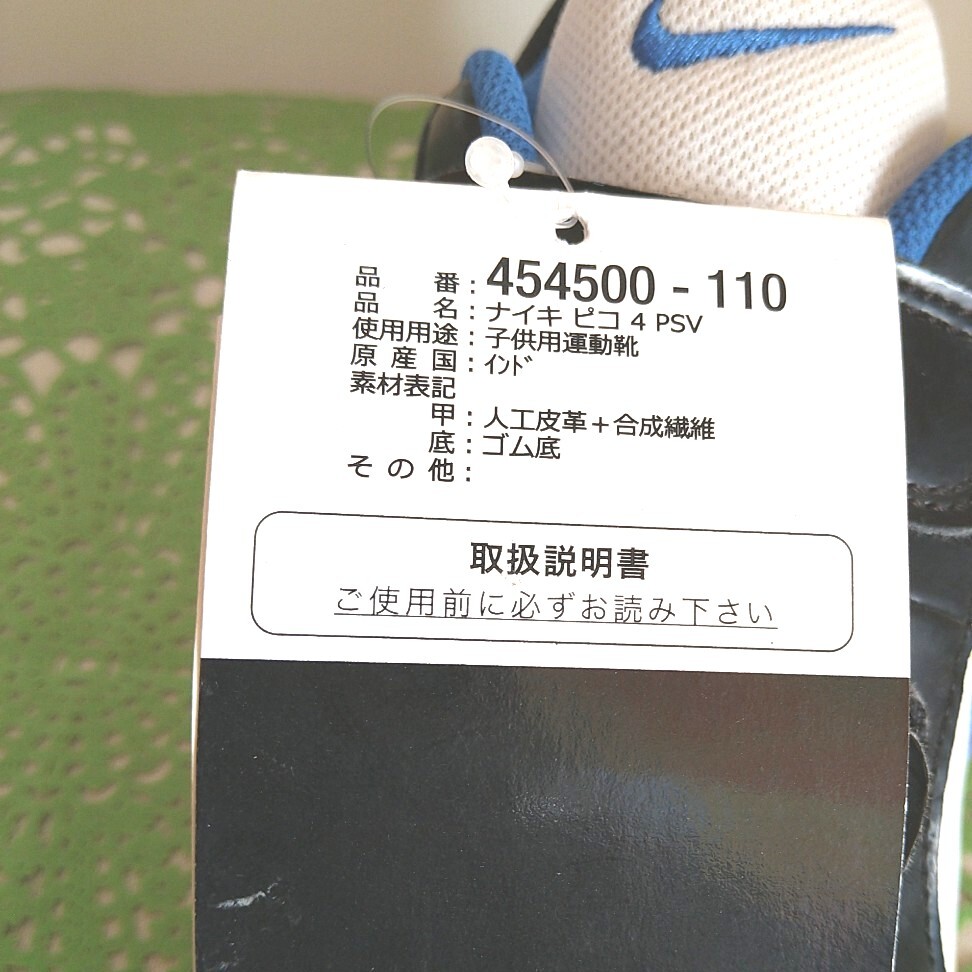 品番：454500 - 110
品名：ナイキ ピコ 4 PSV
使用用途：子供用運動靴
原産国：ｲﾝﾄﾞ
素材表記
甲：人工皮革＋合成繊維
底：ゴム底
その他：
取扱説明書
ご使用前に必ずお読み下さい